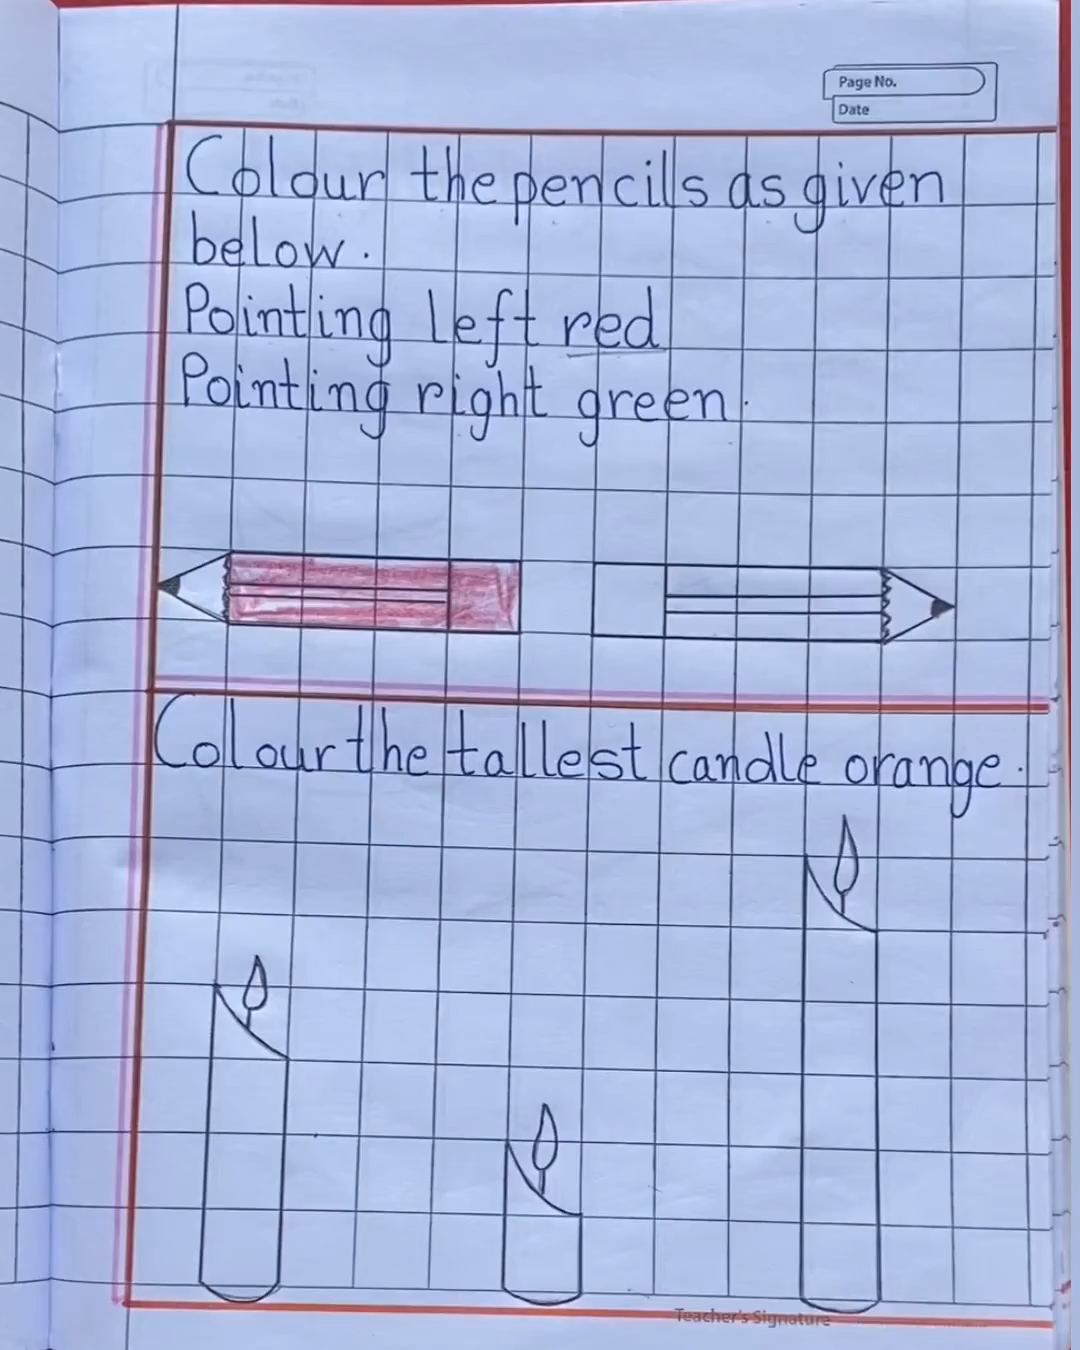 Page No.
Date
Colour the pencils as given
below.
Pointing left red
Pointing right green.
Colour the tallest candle orange.
Teacher's Signature